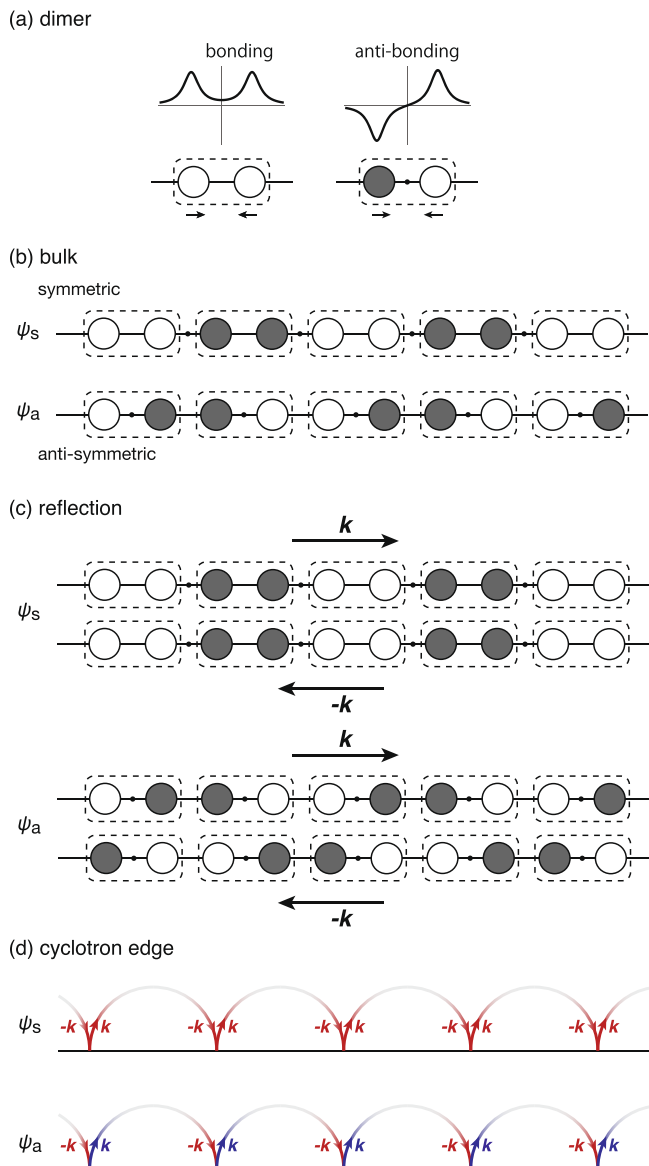 (a) dimer
bonding
anti-bonding
(b) bulk
symmetric
ψs
ψa
anti-symmetric
(c) reflection
k
ψs
-k
k
ψa
-k
(d) cyclotron edge
ψs -k k -k k -k k -k k -k k
ψa -k k -k k -k k -k k -k k